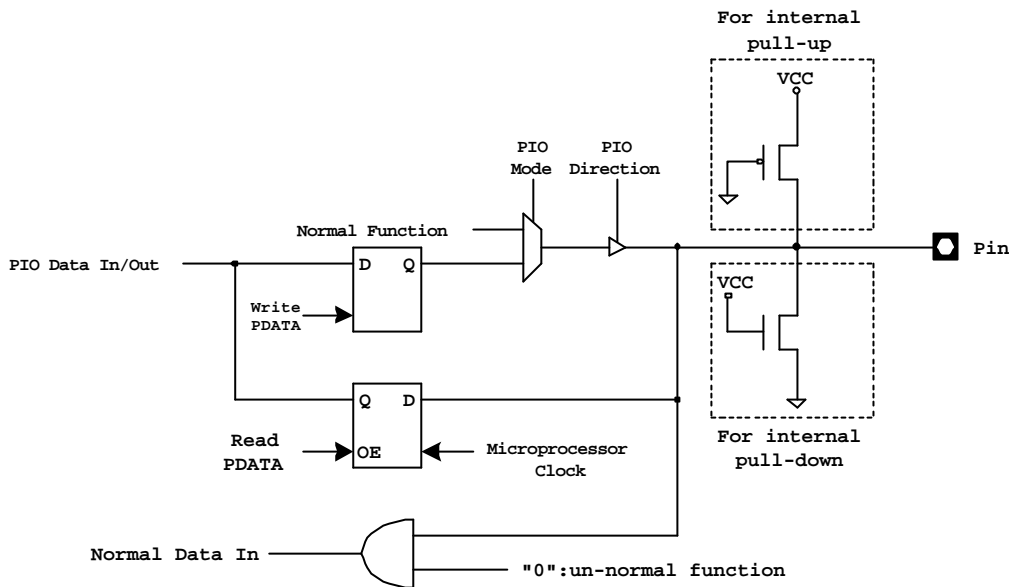 For internal
pull-up
VCC
PIO
Mode
PIO
Direction
Normal Function
PIO Data In/Out
D
Q
Pin
Write
PDATA
VCC
Q
D
Read
PDATA
OE
Microprocessor
Clock
For internal
pull-down
Normal Data In
"0":un-normal function